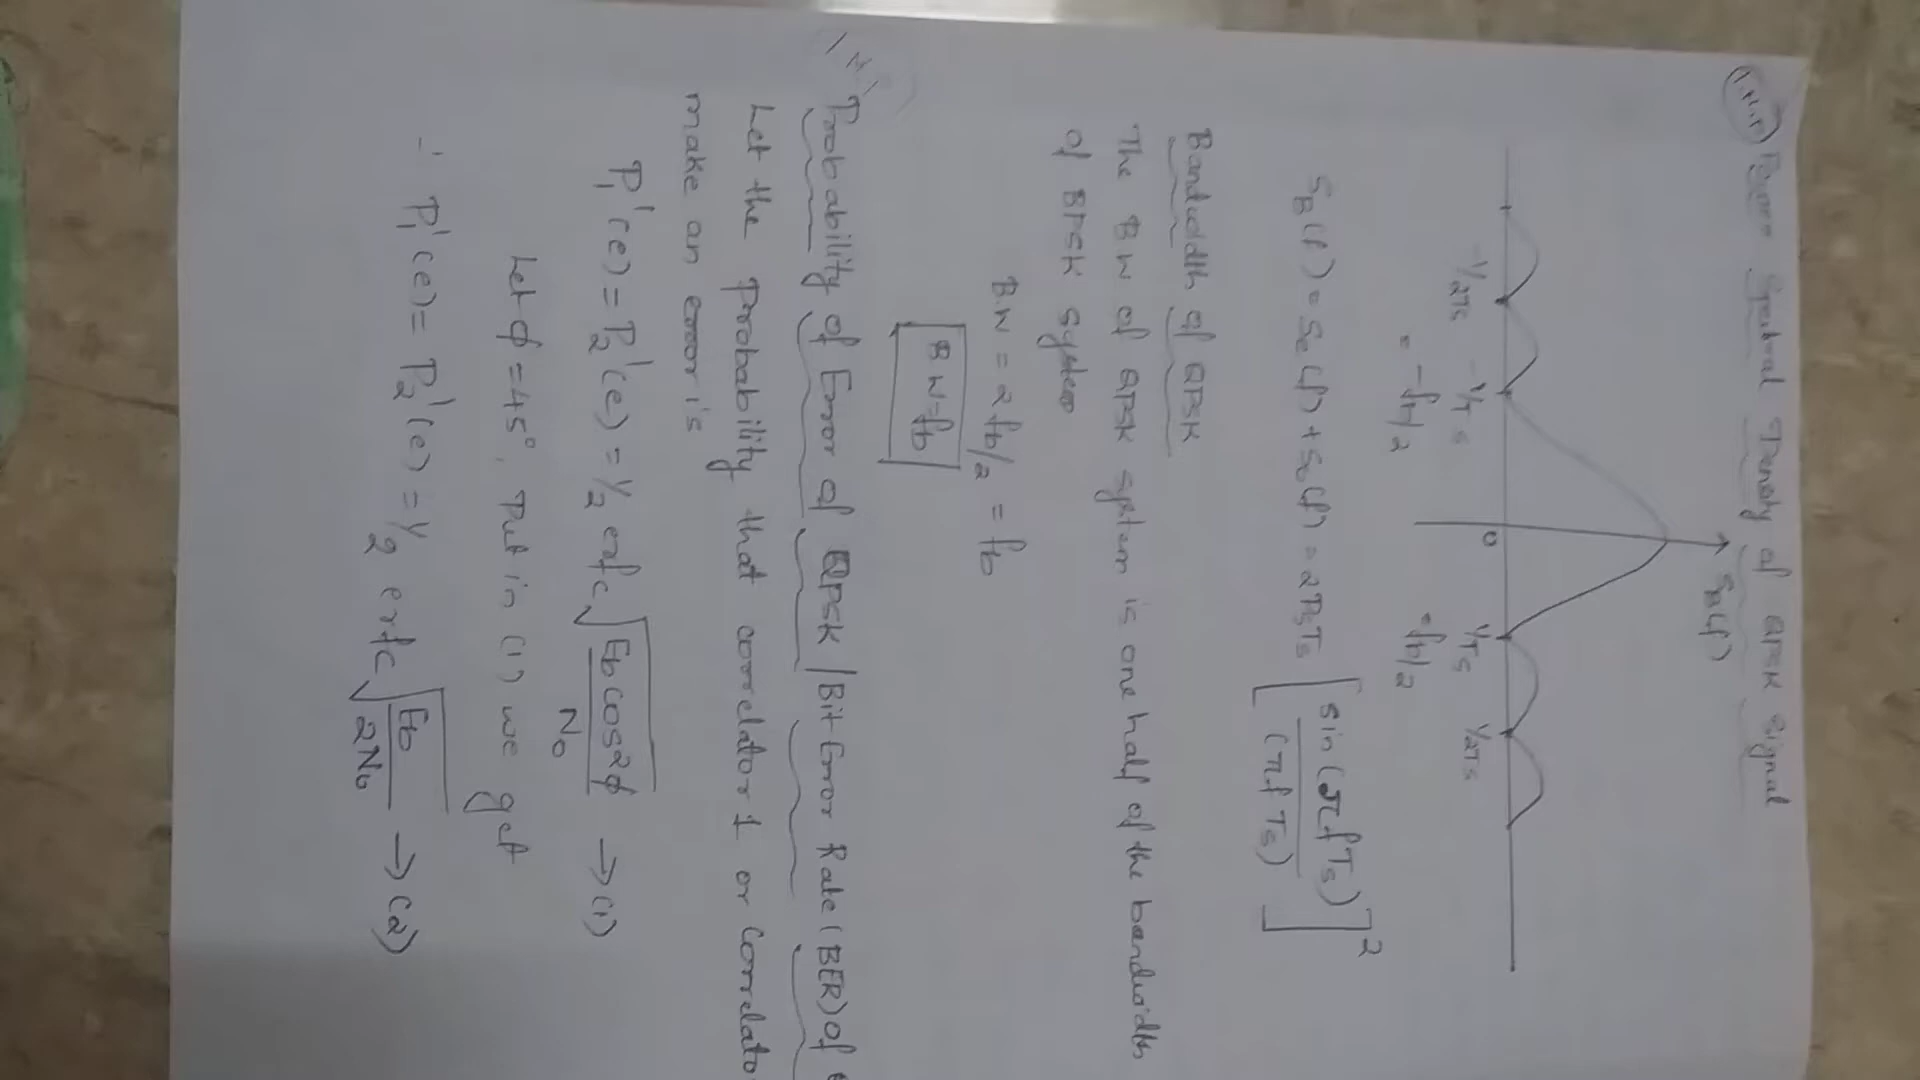 (I.M.P) Power Spectral Density of QPSK Signal
SB(f)
-1/2Ts -1/Ts 0 1/Ts 1/2Ts
= -fb/2 = fb/2
SB(f) = Se(f) + So(f) = 2PsTs [sin(πfTs) / (πfTs)]²
Bandwidth of QPSK
The BW of QPSK system is one half of the bandwidth
of BPSK system
B.W = 2 fb/2 = fb
BW=fb
Probability of Error of QPSK / Bit Error Rate (BER) of
Let the Probability that correlator 1 or Correlato
make an error is
P1'(e) = P2'(e) = 1/2 erfc √(Eb cos²ϕ / N0) → (1)
Let ϕ = 45°, Put in (1) we get
∴ P1'(e) = P2'(e) = 1/2 erfc √(Eb / 2N0) → (2)